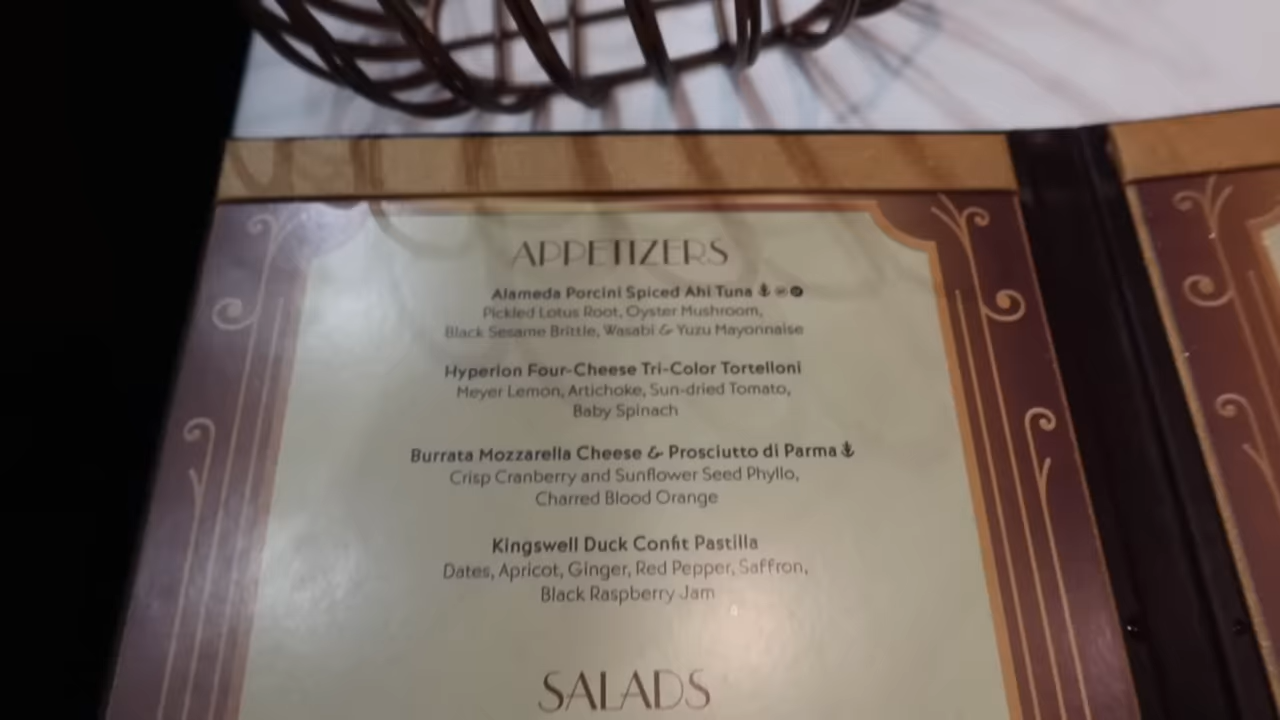 APPETIZERS
Alameda Porcini Spiced Ahi Tuna
Pickled Lotus Root, Oyster Mushroom,
Black Sesame Brittle, Wasabi & Yuzu Mayonnaise
Hyperion Four-Cheese Tri-Color Tortelloni
Meyer Lemon, Artichoke, Sun-dried Tomato,
Baby Spinach
Burrata Mozzarella Cheese & Prosciutto di Parma
Crisp Cranberry and Sunflower Seed Phyllo,
Charred Blood Orange
Kingswell Duck Confit Pastilla
Dates, Apricot, Ginger, Red Pepper, Saffron,
Black Raspberry Jam
SALADS